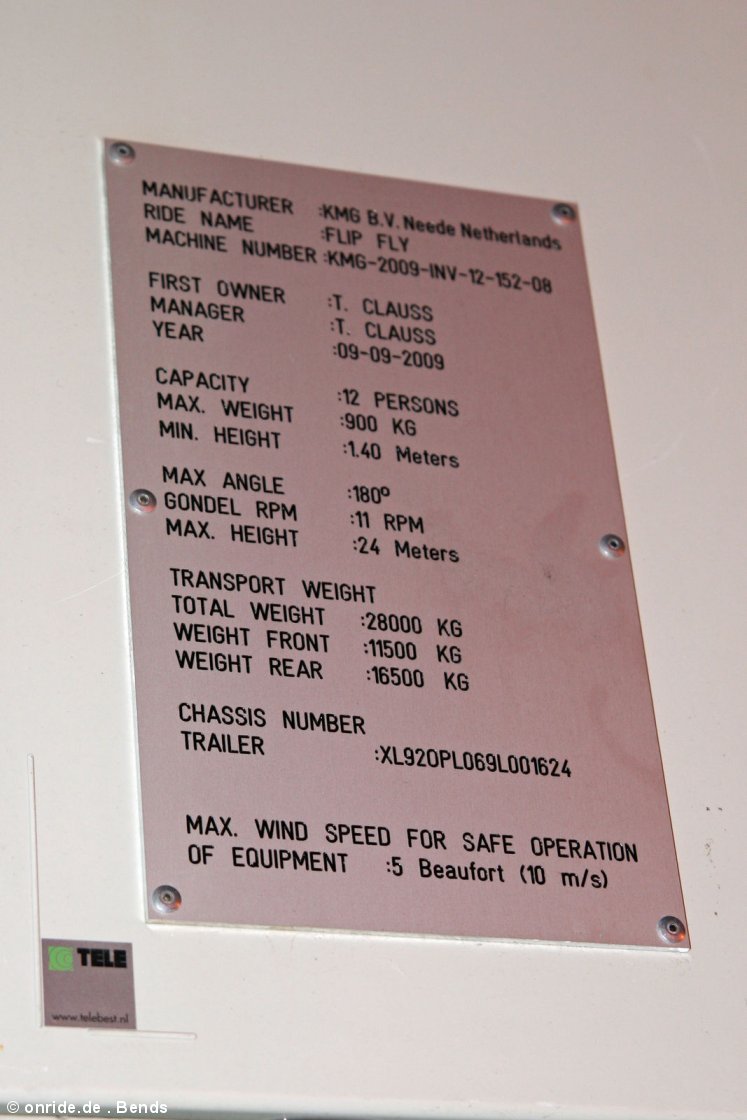 MANUFACTURER :KMG B.V. Neede Netherlands
RIDE NAME :FLIP FLY
MACHINE NUMBER :KMG-2009-INV-12-152-08
FIRST OWNER :T. CLAUSS
MANAGER :T. CLAUSS
YEAR :09-09-2009
CAPACITY :12 PERSONS
MAX. WEIGHT :900 KG
MIN. HEIGHT :1.40 Meters
MAX ANGLE :180º
GONDEL RPM :11 RPM
MAX. HEIGHT :24 Meters
TRANSPORT WEIGHT
TOTAL WEIGHT :28000 KG
WEIGHT FRONT :11500 KG
WEIGHT REAR :16500 KG
CHASSIS NUMBER
TRAILER :XL920PL069L001624
MAX. WIND SPEED FOR SAFE OPERATION
OF EQUIPMENT :5 Beaufort (10 m/s)
TELE
www.telebest.nl
© onride.de . Bends